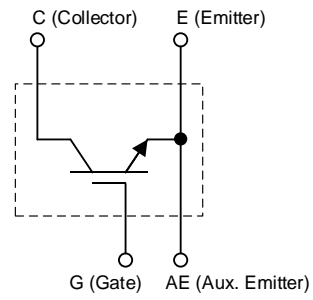 C (Collector) E (Emitter)
G (Gate) AE (Aux. Emitter)